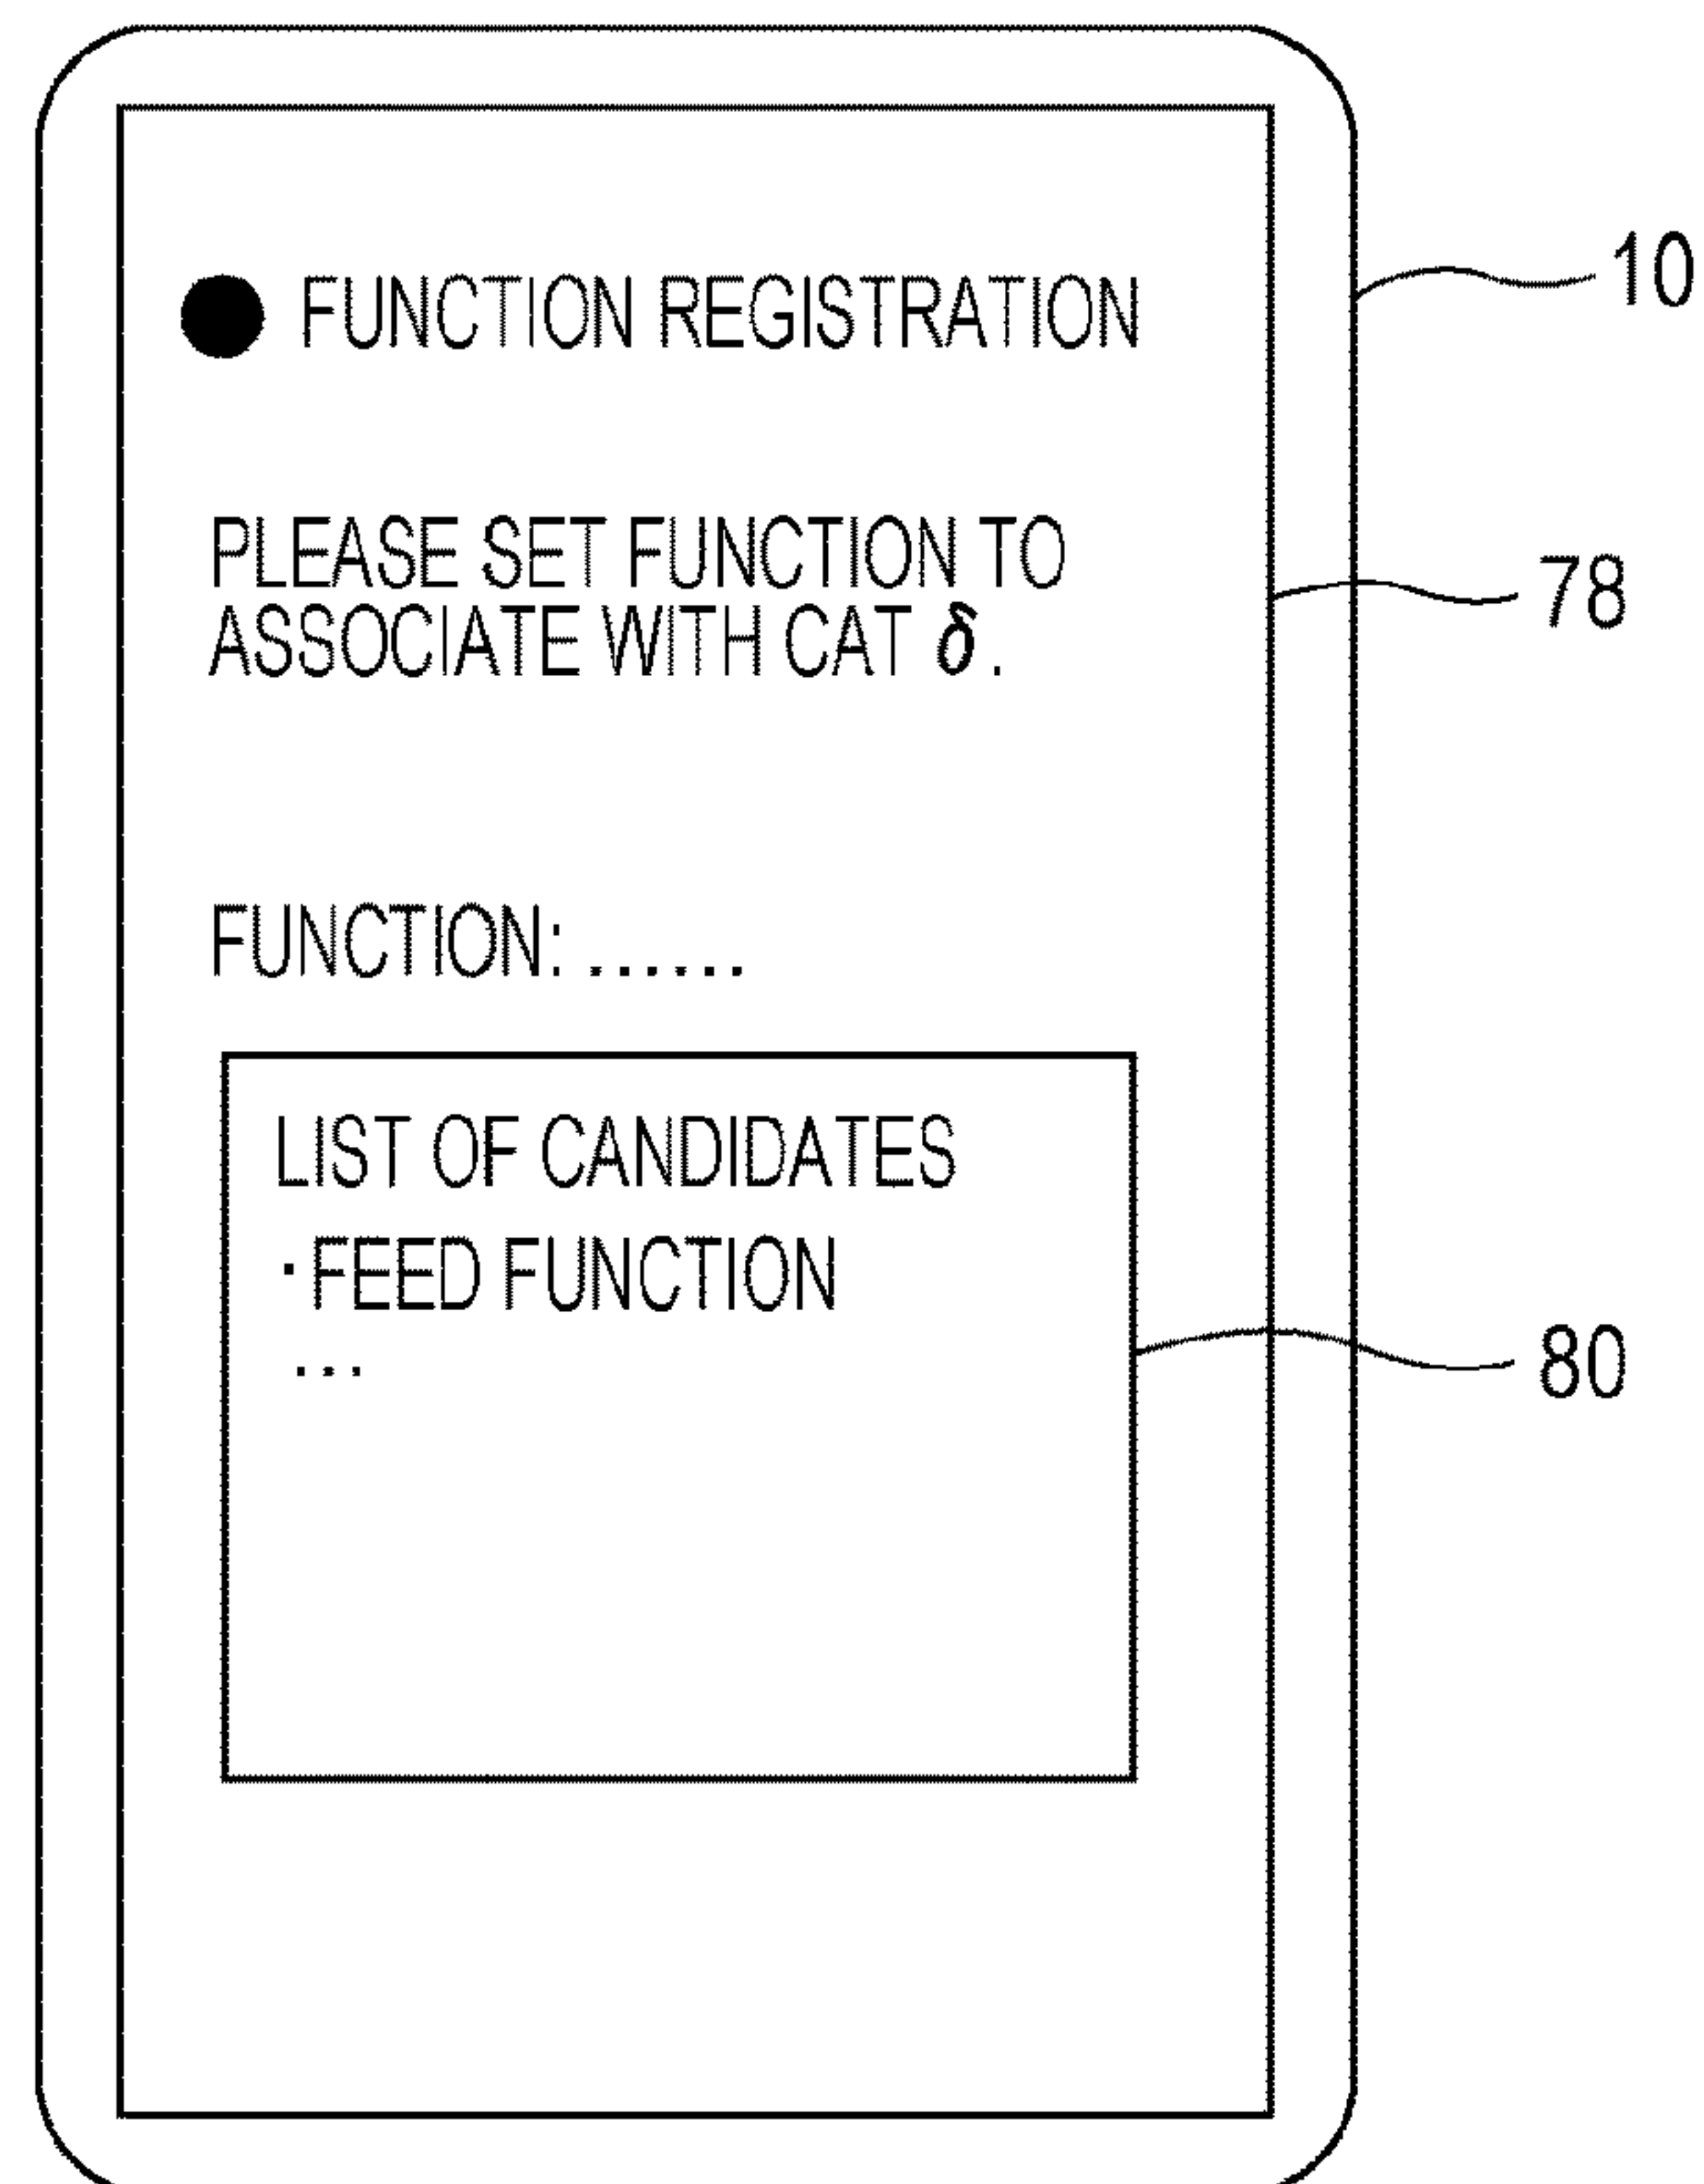 ● FUNCTION REGISTRATION
10
PLEASE SET FUNCTION TO
ASSOCIATE WITH CAT δ.
78
FUNCTION: ......
LIST OF CANDIDATES
·FEED FUNCTION
...
80